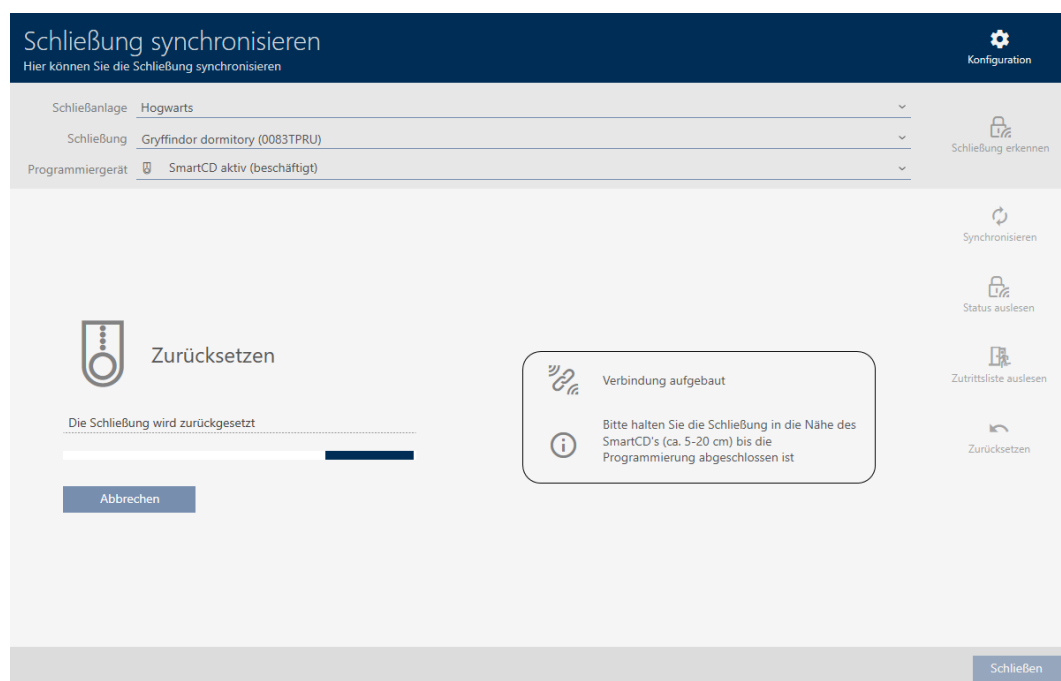 Schließung synchronisieren
Hier können Sie die Schließung synchronisieren
Konfiguration
Schließanlage Hogwarts
Schließung Gryffindor dormitory (0083TPRU)
Programmiergerät SmartCD aktiv (beschäftigt)
Schließung erkennen
Synchronisieren
Status auslesen
Zutrittsliste auslesen
Zurücksetzen
Zurücksetzen
Die Schließung wird zurückgesetzt
Abbrechen
Verbindung aufgebaut
Bitte halten Sie die Schließung in die Nähe des
SmartCD's (ca. 5-20 cm) bis die
Programmierung abgeschlossen ist
Schließen